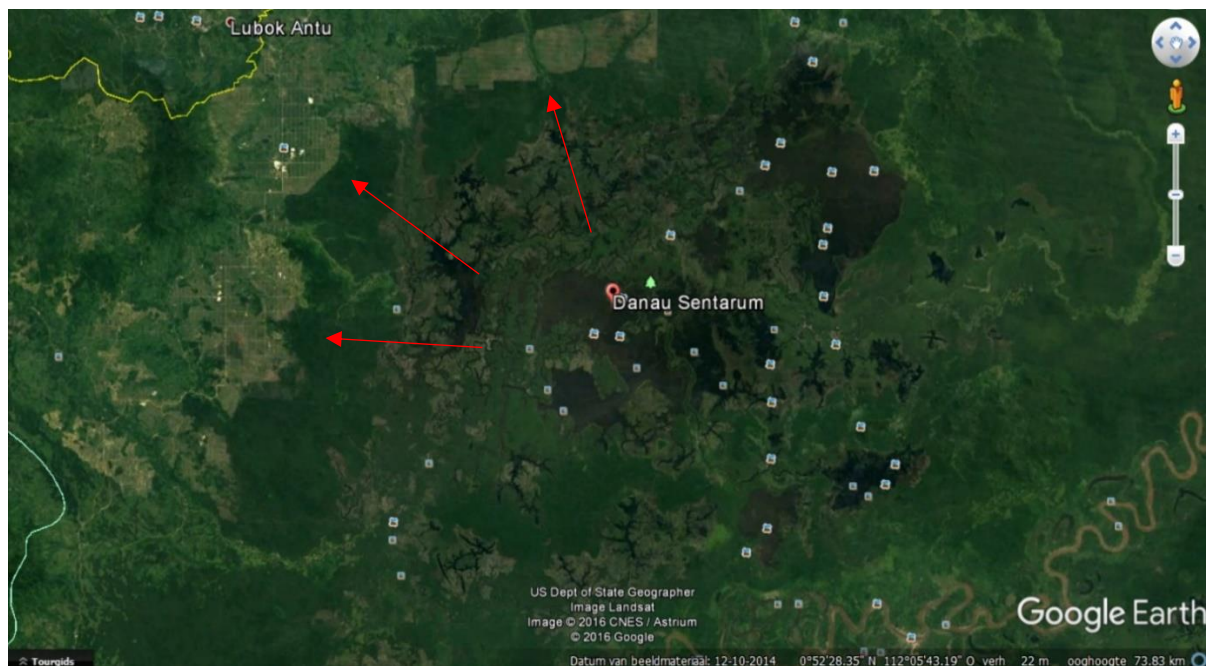 Lubok Antu
Danau Sentarum
US Dept of State Geographer
Image Landsat
Image © 2016 CNES / Astrium
© 2016 Google
Google Earth
Tourgids
Datum van beeldmateriaal: 12-10-2014 0°52'28.35" N 112°05'43.19" O verh 22 m ooghoogte 73.83 km